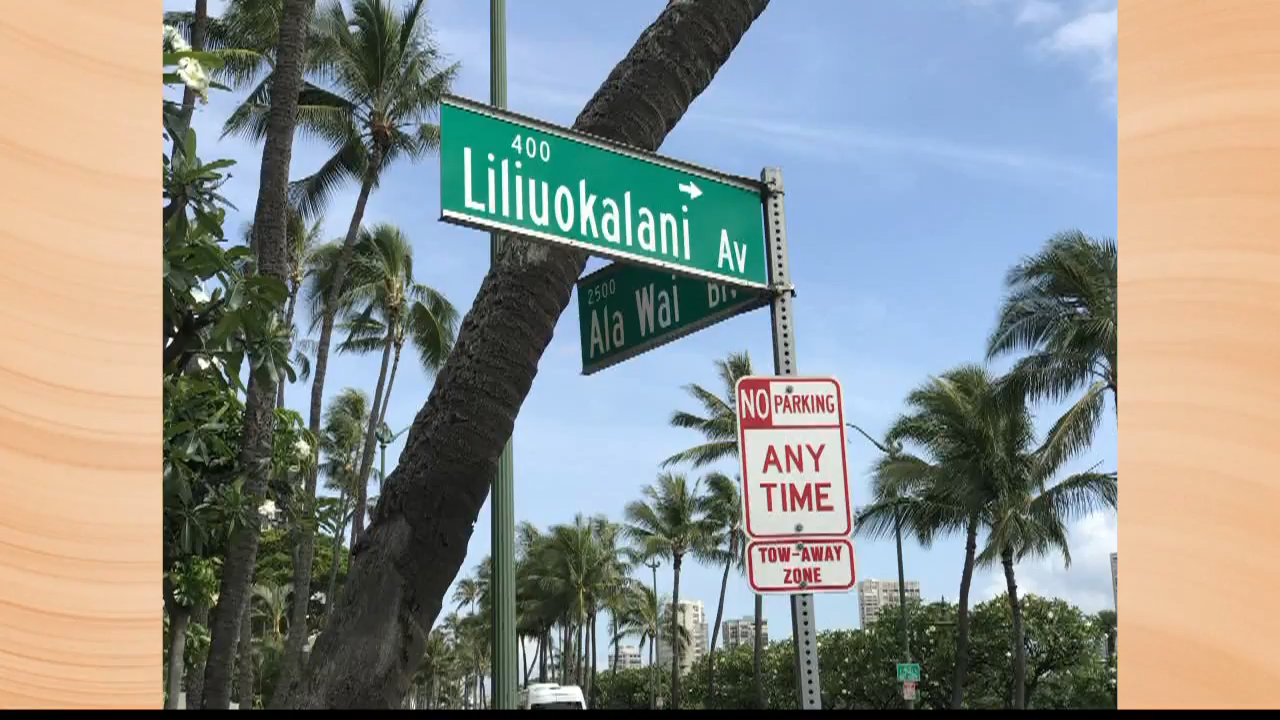 400
Liliuokalani Av
2500
Ala Wai
NO PARKING
ANY
TIME
TOW-AWAY
ZONE